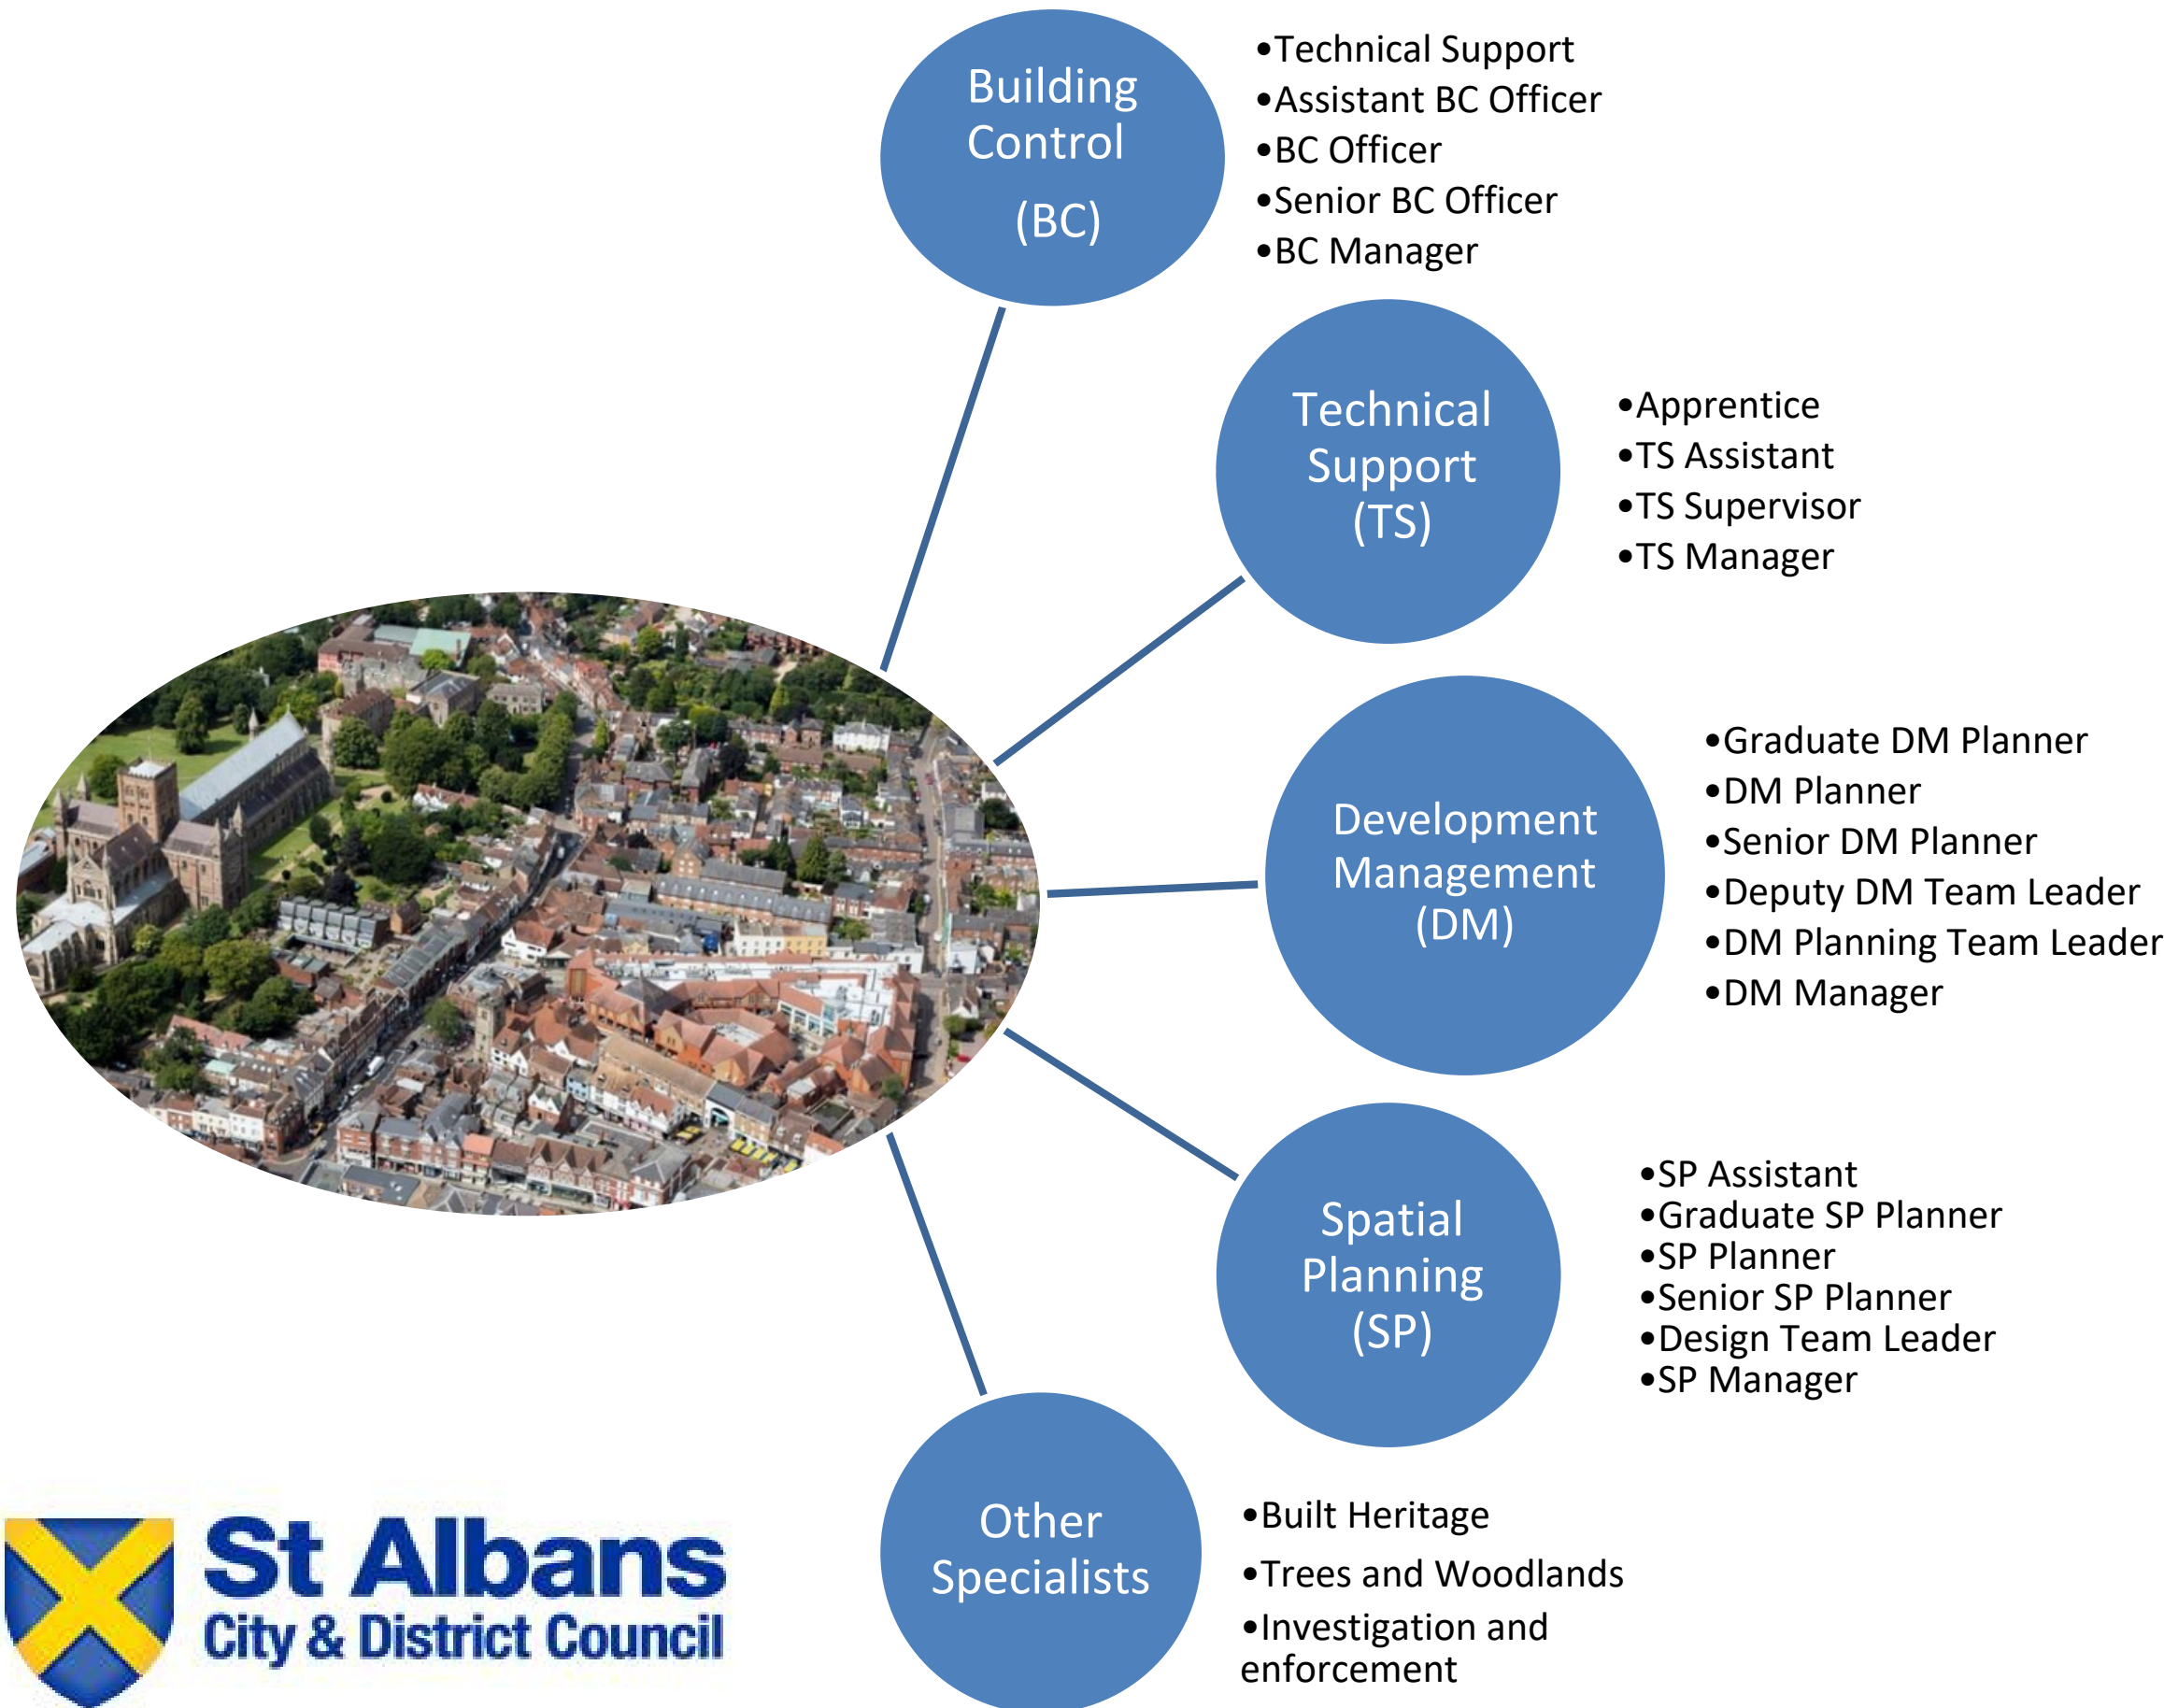 Building
Control
(BC)
•Technical Support
•Assistant BC Officer
•BC Officer
•Senior BC Officer
•BC Manager
Technical
Support
(TS)
•Apprentice
•TS Assistant
•TS Supervisor
•TS Manager
Development
Management
(DM)
•Graduate DM Planner
•DM Planner
•Senior DM Planner
•Deputy DM Team Leader
•DM Planning Team Leader
•DM Manager
Spatial
Planning
(SP)
•SP Assistant
•Graduate SP Planner
•SP Planner
•Senior SP Planner
•Design Team Leader
•SP Manager
Other
Specialists
•Built Heritage
•Trees and Woodlands
•Investigation and
enforcement
St Albans
City & District Council